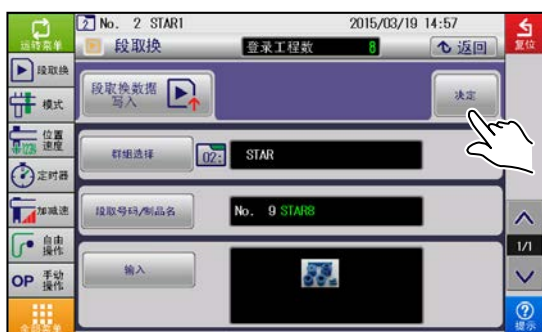 2 No. 2 STAR1 2015/03/19 14:57
运转菜单
段取换 登录工程数 8 返回
复位
段取换
段取换数据
写入
决定
模式
位置
速度
群组选择 02: STAR
定时器
加减速
段取号码/制品名 No. 9 STAR8
自由
操作
1/1
输入
OP 手动
操作
全部菜单
提示